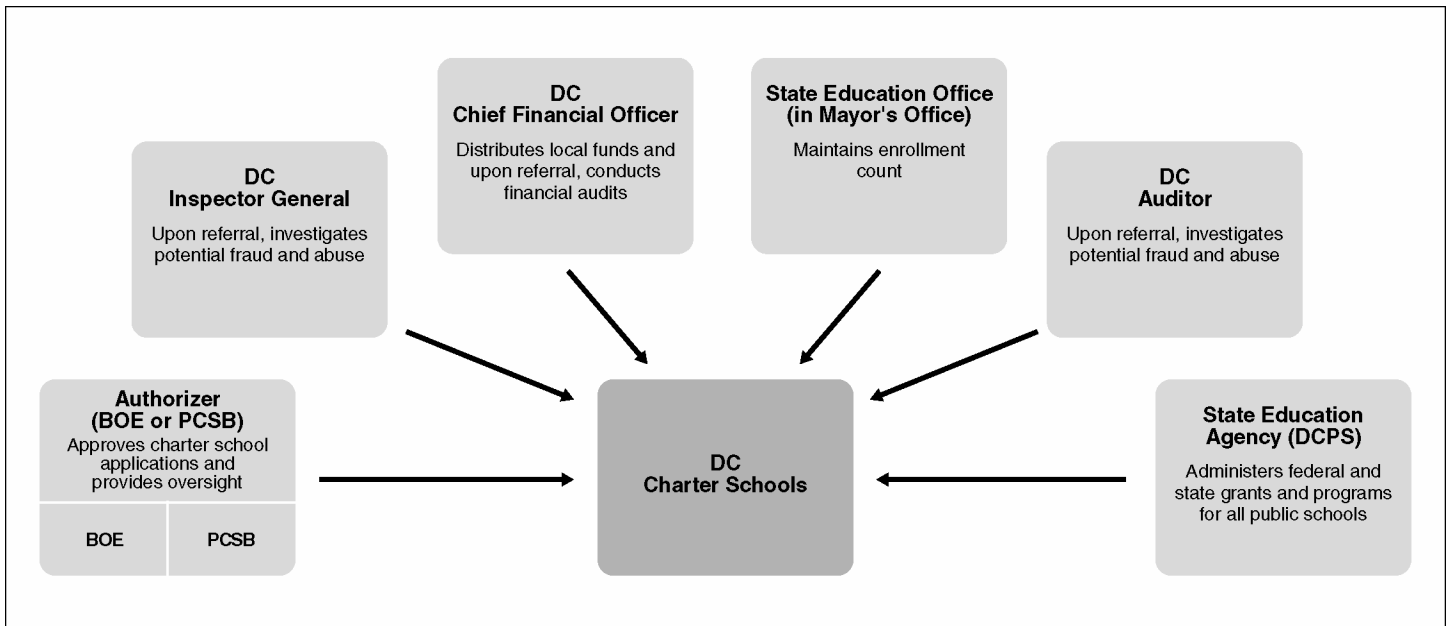 DC
Chief Financial Officer
Distributes local funds and
upon referral, conducts
financial audits
State Education Office
(in Mayor's Office)
Maintains enrollment
count
DC
Inspector General
Upon referral, investigates
potential fraud and abuse
DC
Auditor
Upon referral, investigates
potential fraud and abuse
Authorizer
(BOE or PCSB)
Approves charter school
applications and
provides oversight
BOE
PCSB
DC
Charter Schools
State Education
Agency (DCPS)
Administers federal and
state grants and programs
for all public schools